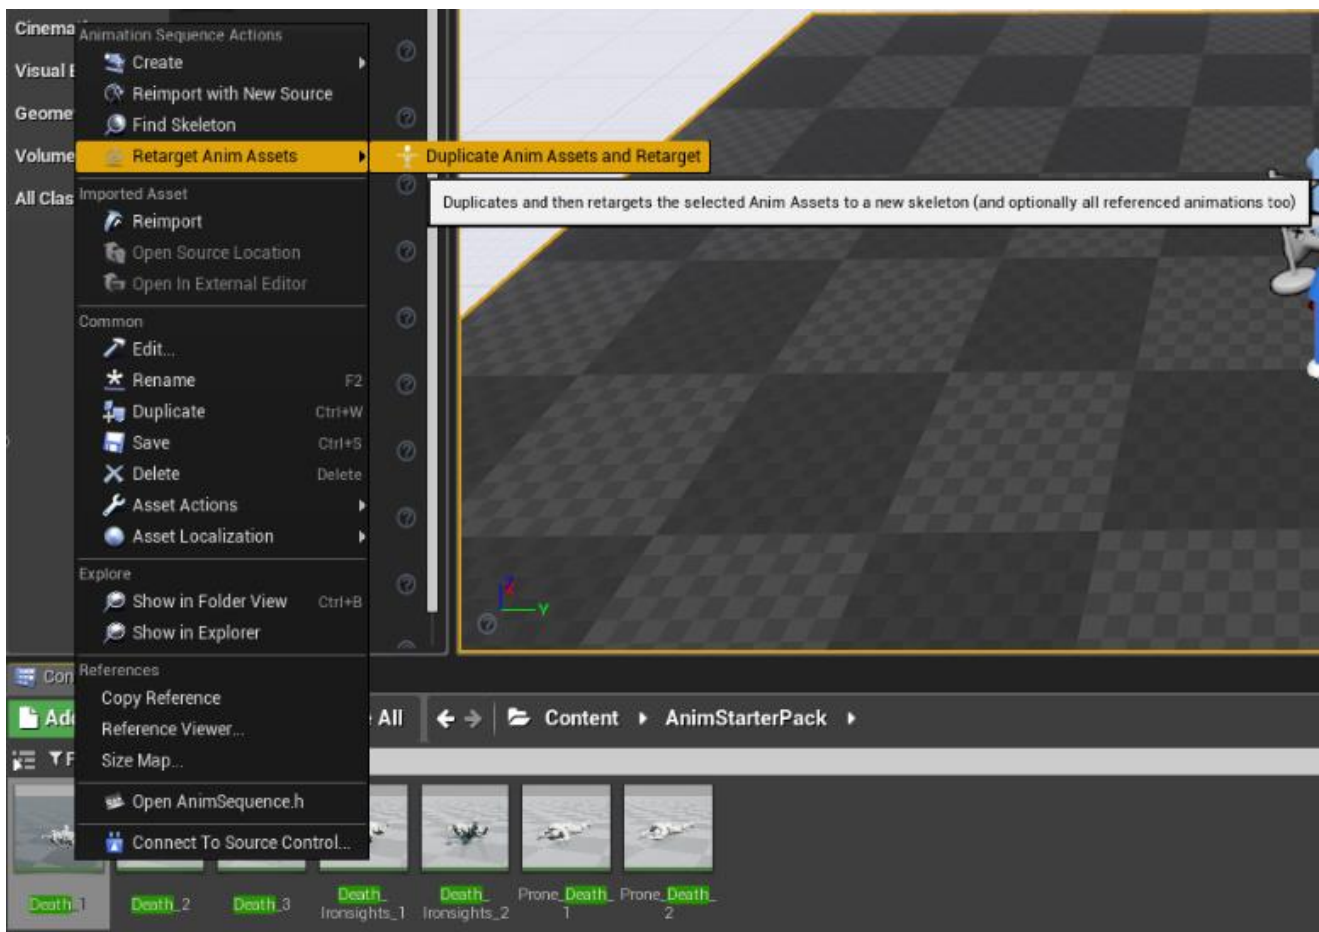 Cinema
Visual E
Geome
Volume
All Clas
Animation Sequence Actions
Create
Reimport with New Source
Find Skeleton
Retarget Anim Assets
Duplicate Anim Assets and Retarget
Duplicates and then retargets the selected Anim Assets to a new skeleton (and optionally all referenced animations too)
Imported Asset
Reimport
Open Source Location
Open In External Editor
Common
Edit...
Rename F2
Duplicate Ctrl+W
Save Ctrl+S
Delete Delete
Asset Actions
Asset Localization
Explore
Show in Folder View Ctrl+B
Show in Explorer
References
Copy Reference
Reference Viewer...
Size Map...
Open AnimSequence.h
Connect To Source Control...
Z
Y
Con
Add
All
Content
AnimStarterPack
F
Death_1
Death_2
Death_3
Death_
Ironsights_1
Death_
Ironsights_2
Prone_Death_
1
Prone_Death_
2